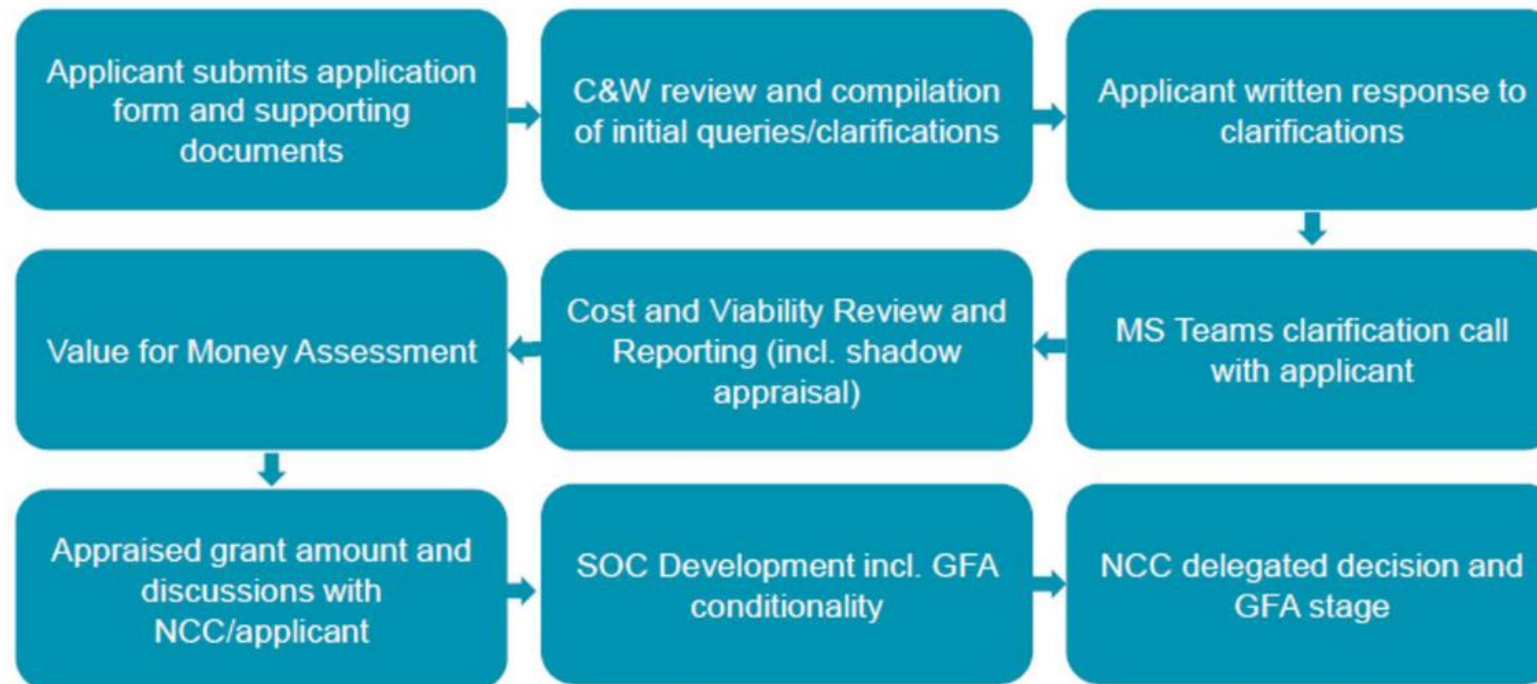 Applicant submits application
form and supporting
documents
C&W review and compilation
of initial queries/clarifications
Applicant written response to
clarifications
MS Teams clarification call
with applicant
Cost and Viability Review and
Reporting (incl. shadow
appraisal)
Value for Money Assessment
Appraised grant amount and
discussions with
NCC/applicant
SOC Development incl. GFA
conditionality
NCC delegated decision and
GFA stage